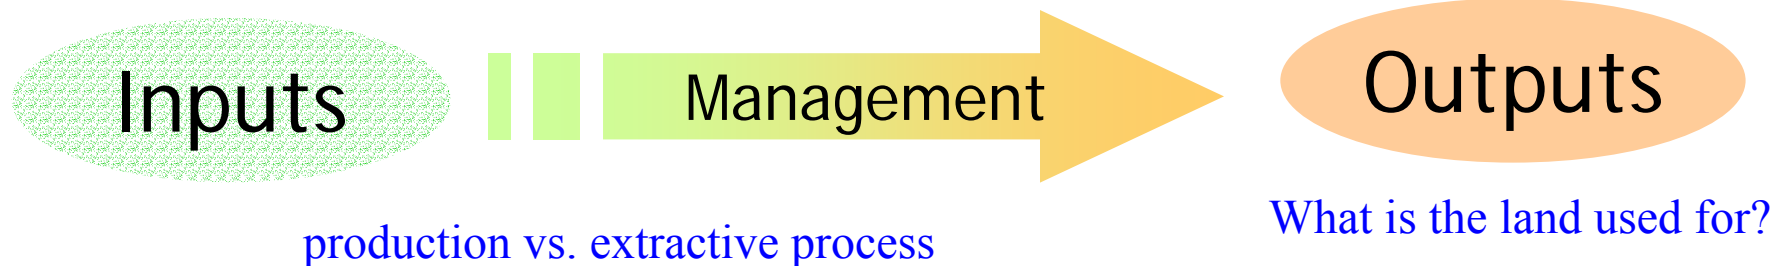 Inputs
Management
Outputs
What is the land used for?
production vs. extractive process